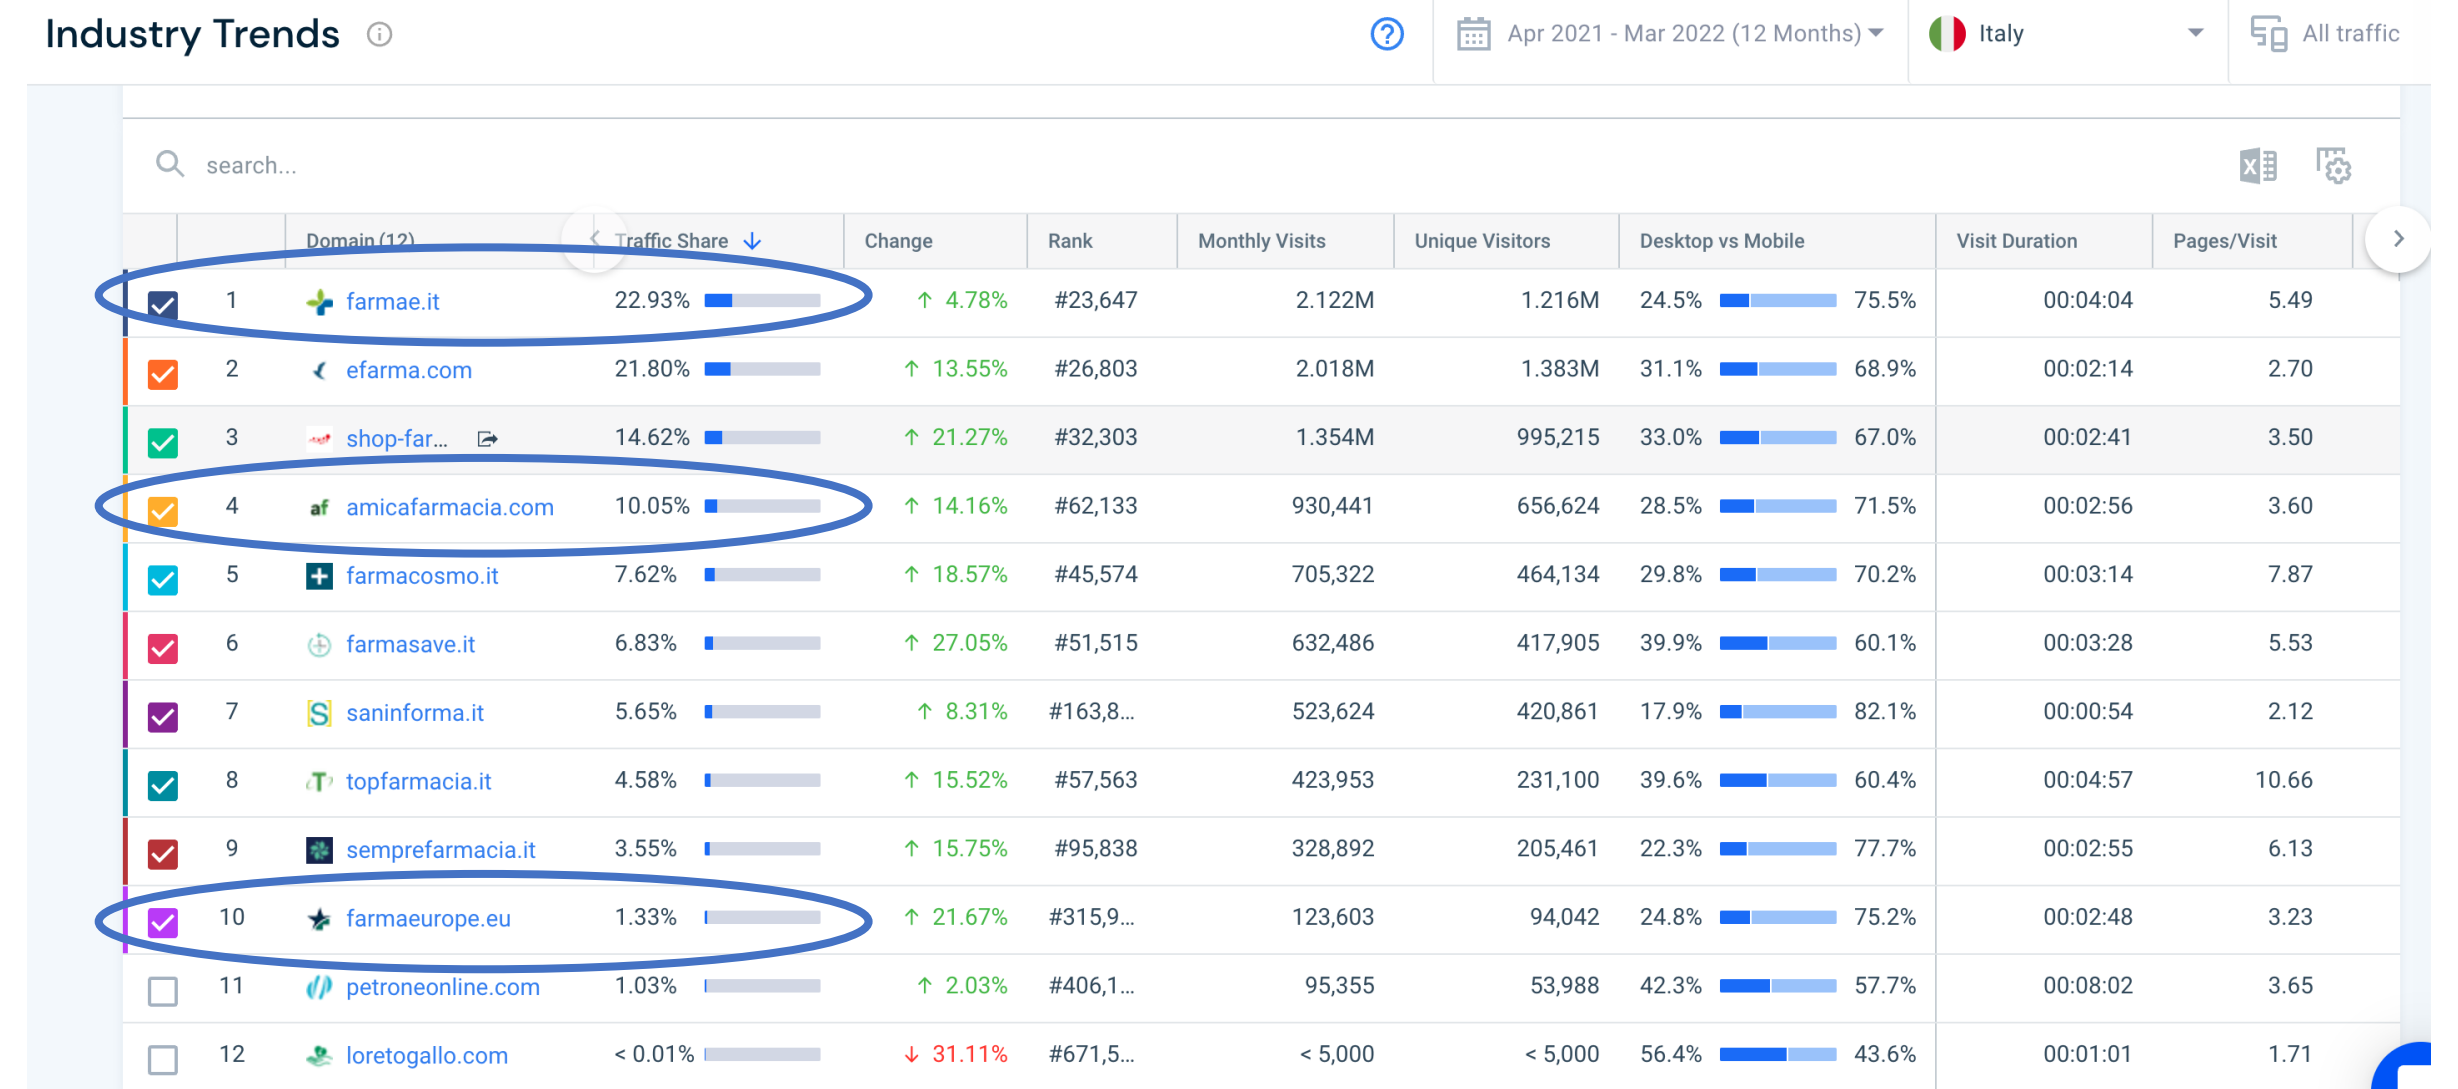 Industry Trends
Apr 2021 - Mar 2022 (12 Months) Italy All traffic
search...
Domain (12) Traffic Share Change Rank Monthly Visits Unique Visitors Desktop vs Mobile Visit Duration Pages/Visit
1 farmae.it 22.93% 4.78% #23,647 2.122M 1.216M 24.5% 75.5% 00:04:04 5.49
2 efarma.com 21.80% 13.55% #26,803 2.018M 1.383M 31.1% 68.9% 00:02:14 2.70
3 shop-far... 14.62% 21.27% #32,303 1.354M 995,215 33.0% 67.0% 00:02:41 3.50
4 af amicafarmacia.com 10.05% 14.16% #62,133 930,441 656,624 28.5% 71.5% 00:02:56 3.60
5 farmacosmo.it 7.62% 18.57% #45,574 705,322 464,134 29.8% 70.2% 00:03:14 7.87
6 farmasave.it 6.83% 27.05% #51,515 632,486 417,905 39.9% 60.1% 00:03:28 5.53
7 S saninforma.it 5.65% 8.31% #163,8... 523,624 420,861 17.9% 82.1% 00:00:54 2.12
8 T topfarmacia.it 4.58% 15.52% #57,563 423,953 231,100 39.6% 60.4% 00:04:57 10.66
9 semprefarmacia.it 3.55% 15.75% #95,838 328,892 205,461 22.3% 77.7% 00:02:55 6.13
10 farmaeurope.eu 1.33% 21.67% #315,9... 123,603 94,042 24.8% 75.2% 00:02:48 3.23
11 petroneonline.com 1.03% 2.03% #406,1... 95,355 53,988 42.3% 57.7% 00:08:02 3.65
12 loretogallo.com < 0.01% 31.11% #671,5... < 5,000 < 5,000 56.4% 43.6% 00:01:01 1.71